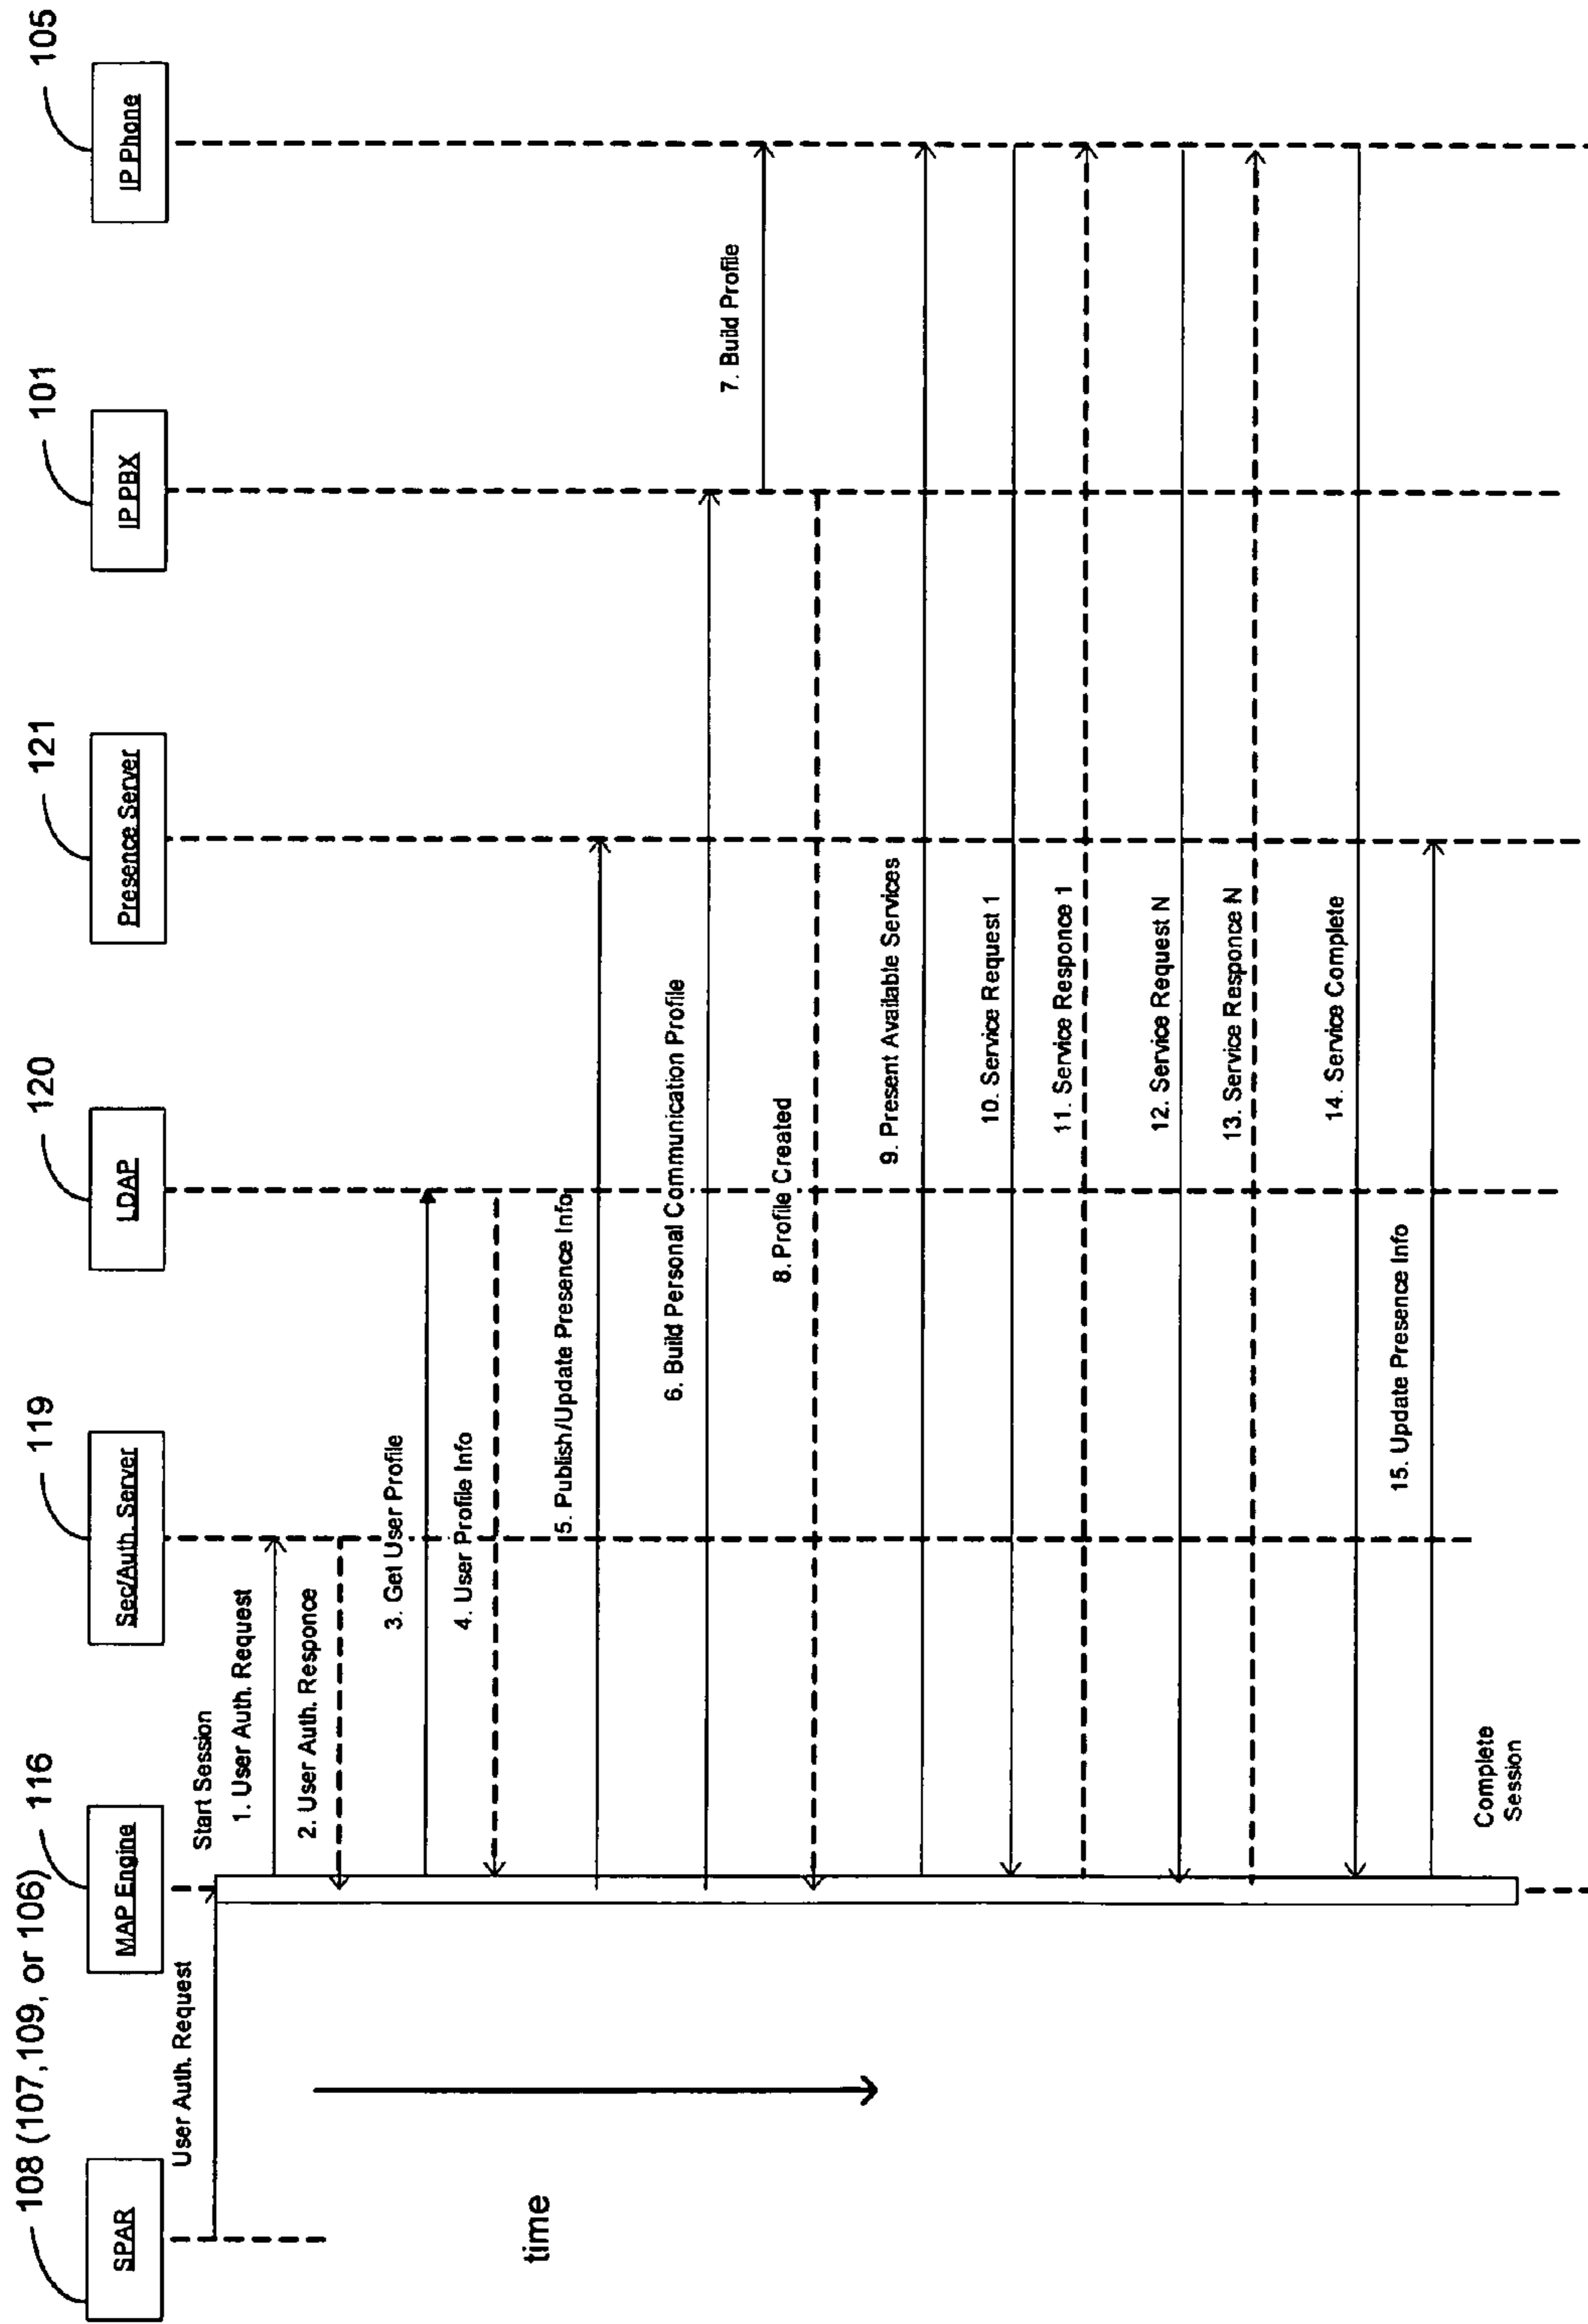 108 (107,109, or 106)
116
119
120
121
101
105
SPAR
MAP Engine
Sec/Auth. Server
LDAP
Presence Server
IP PBX
IP Phone
User Auth. Request
Start Session
1. User Auth. Request
2. User Auth. Responce
3. Get User Profile
4. User Profile Info
5. Publish/Update Presence Info
6. Build Personal Communication Profile
7. Build Profile
8. Profile Created
9. Present Available Services
10. Service Request 1
11. Service Responce 1
12. Service Request N
13. Service Responce N
14. Service Complete
15. Update Presence Info
Complete
Session
time